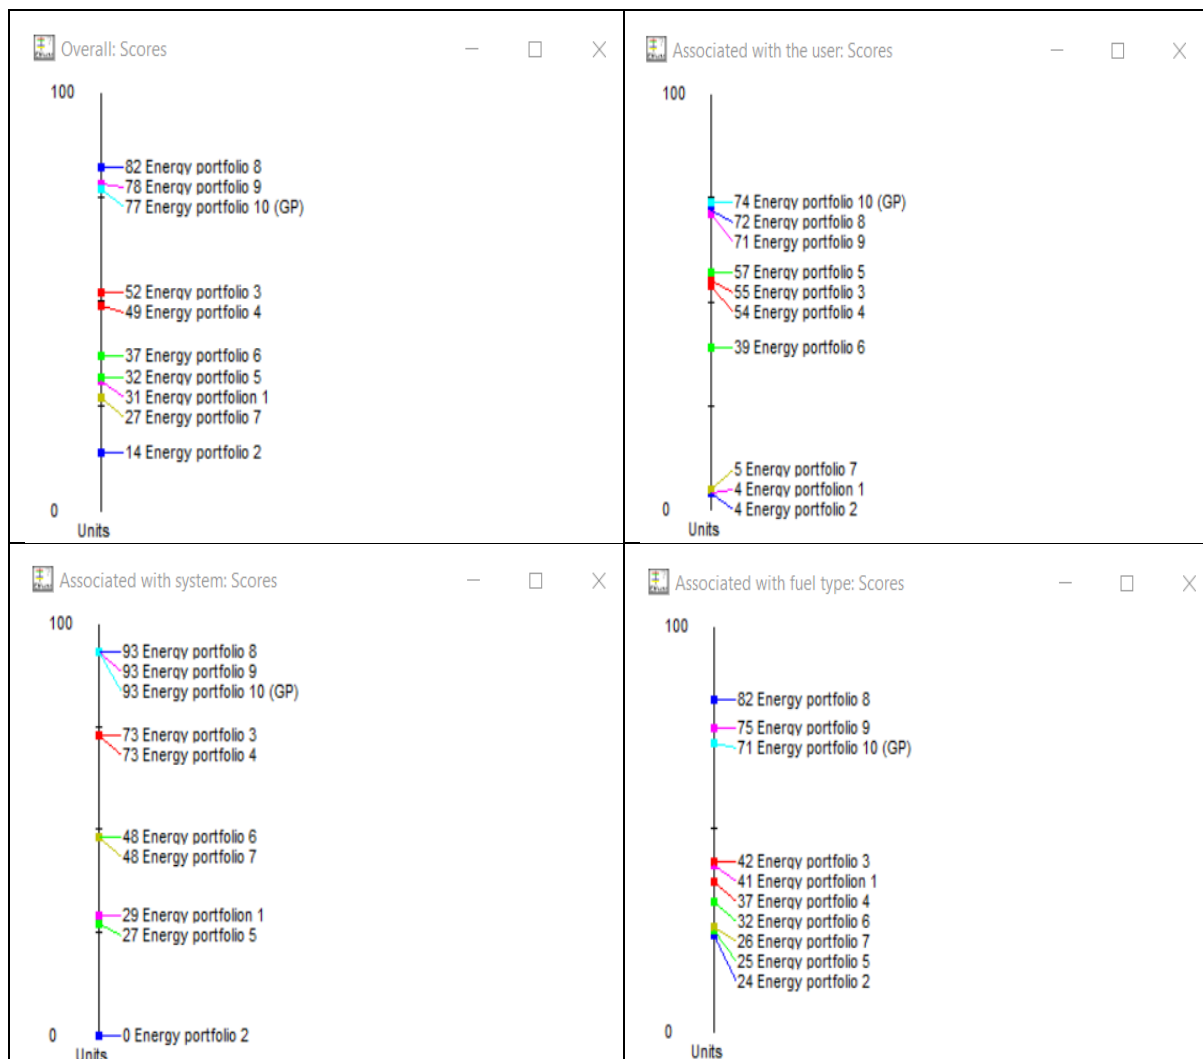 Overall: Scores
100
82 Energy portfolio 8
78 Energy portfolio 9
77 Energy portfolio 10 (GP)
52 Energy portfolio 3
49 Energy portfolio 4
37 Energy portfolio 6
32 Energy portfolio 5
31 Energy portfolion 1
27 Energy portfolio 7
14 Energy portfolio 2
0
Units
Associated with the user: Scores
100
74 Energy portfolio 10 (GP)
72 Energy portfolio 8
71 Energy portfolio 9
57 Energy portfolio 5
55 Energy portfolio 3
54 Energy portfolio 4
39 Energy portfolio 6
5 Energy portfolio 7
4 Energy portfolion 1
4 Energy portfolio 2
0
Units
Associated with system: Scores
100
93 Energy portfolio 8
93 Energy portfolio 9
93 Energy portfolio 10 (GP)
73 Energy portfolio 3
73 Energy portfolio 4
48 Energy portfolio 6
48 Energy portfolio 7
29 Energy portfolion 1
27 Energy portfolio 5
0 Energy portfolio 2
0
Units
Associated with fuel type: Scores
100
82 Energy portfolio 8
75 Energy portfolio 9
71 Energy portfolio 10 (GP)
42 Energy portfolio 3
41 Energy portfolion 1
37 Energy portfolio 4
32 Energy portfolio 6
26 Energy portfolio 7
25 Energy portfolio 5
24 Energy portfolio 2
0
Units